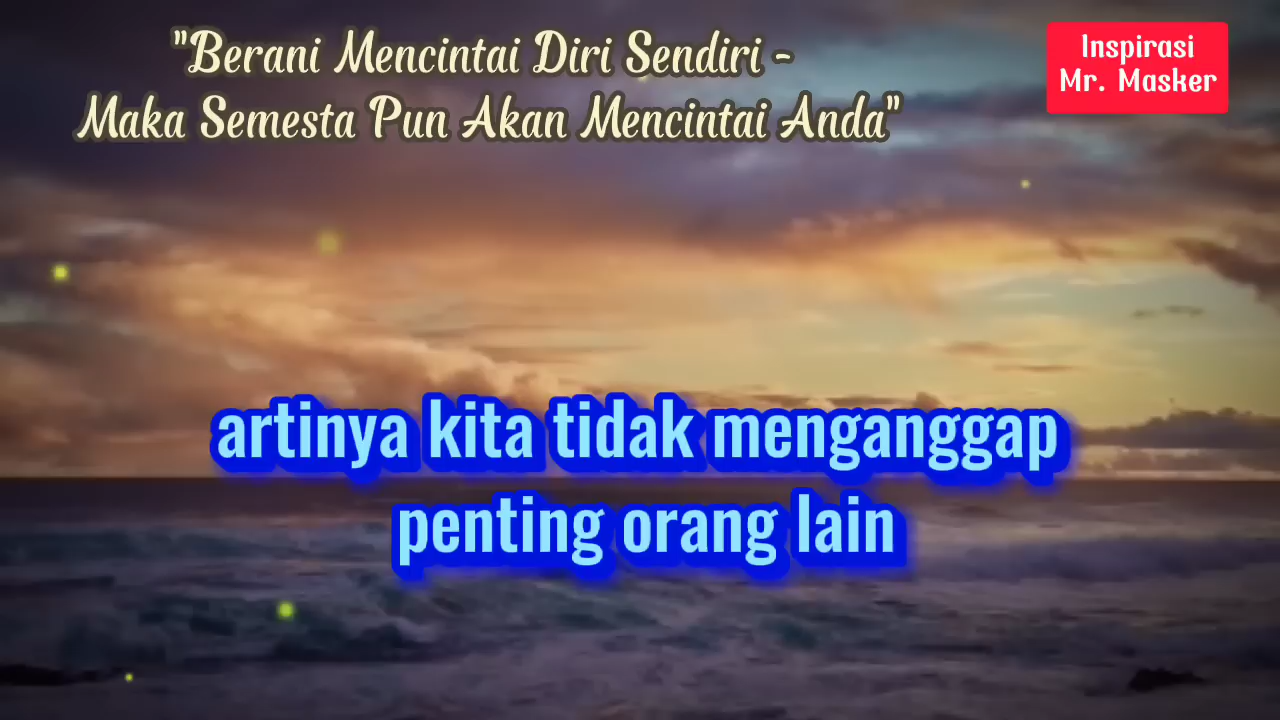 "Berani Mencintai Diri Sendiri -
Maka Semesta Pun Akan Mencintai Anda"
Inspirasi
Mr. Masker
artinya kita tidak menganggap
penting orang lain